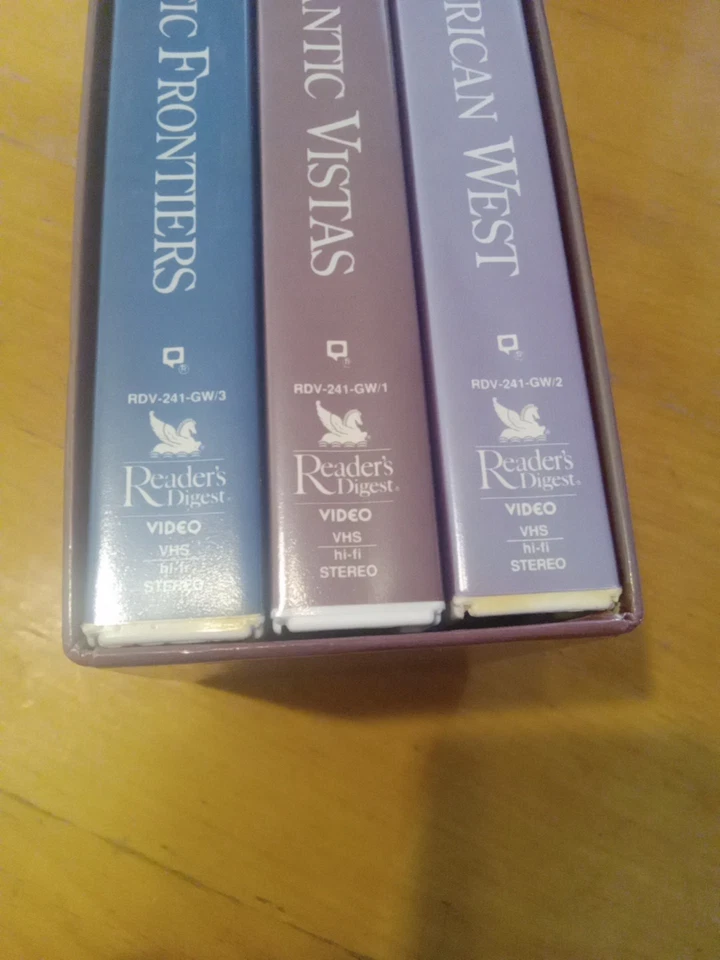 TIC FRONTIERS
RDV-241-GW/3
Reader's
Digest®
VIDEO
VHS
hi-fi
STEREO
ANTIC VISTAS
RDV-241-GW/1
Reader's
Digest®
VIDEO
VHS
hi-fi
STEREO
RICAN WEST
RDV-241-GW/2
Reader's
Digest®
VIDEO
VHS
hi-fi
STEREO